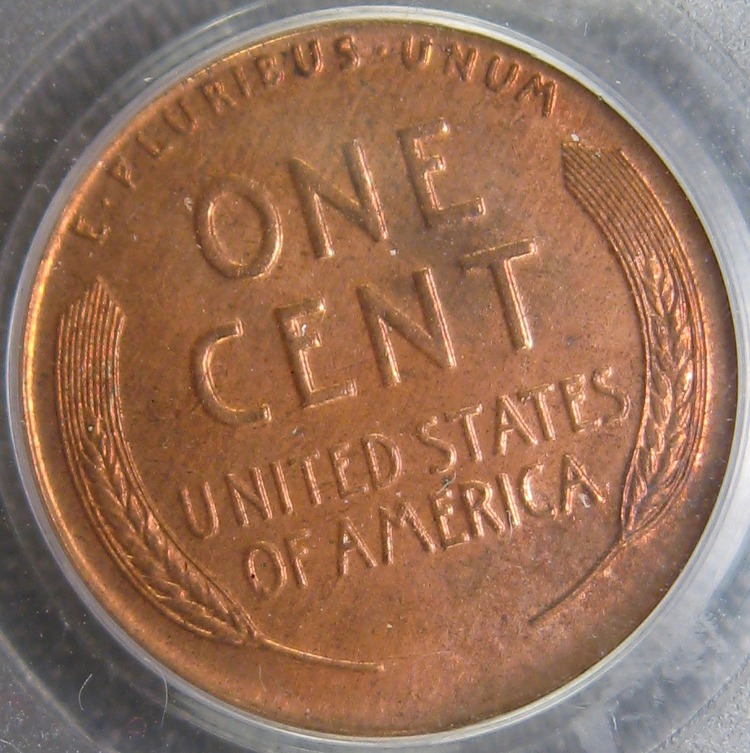 E·PLURIBUS·UNUM
ONE
CENT
UNITED STATES
OF AMERICA